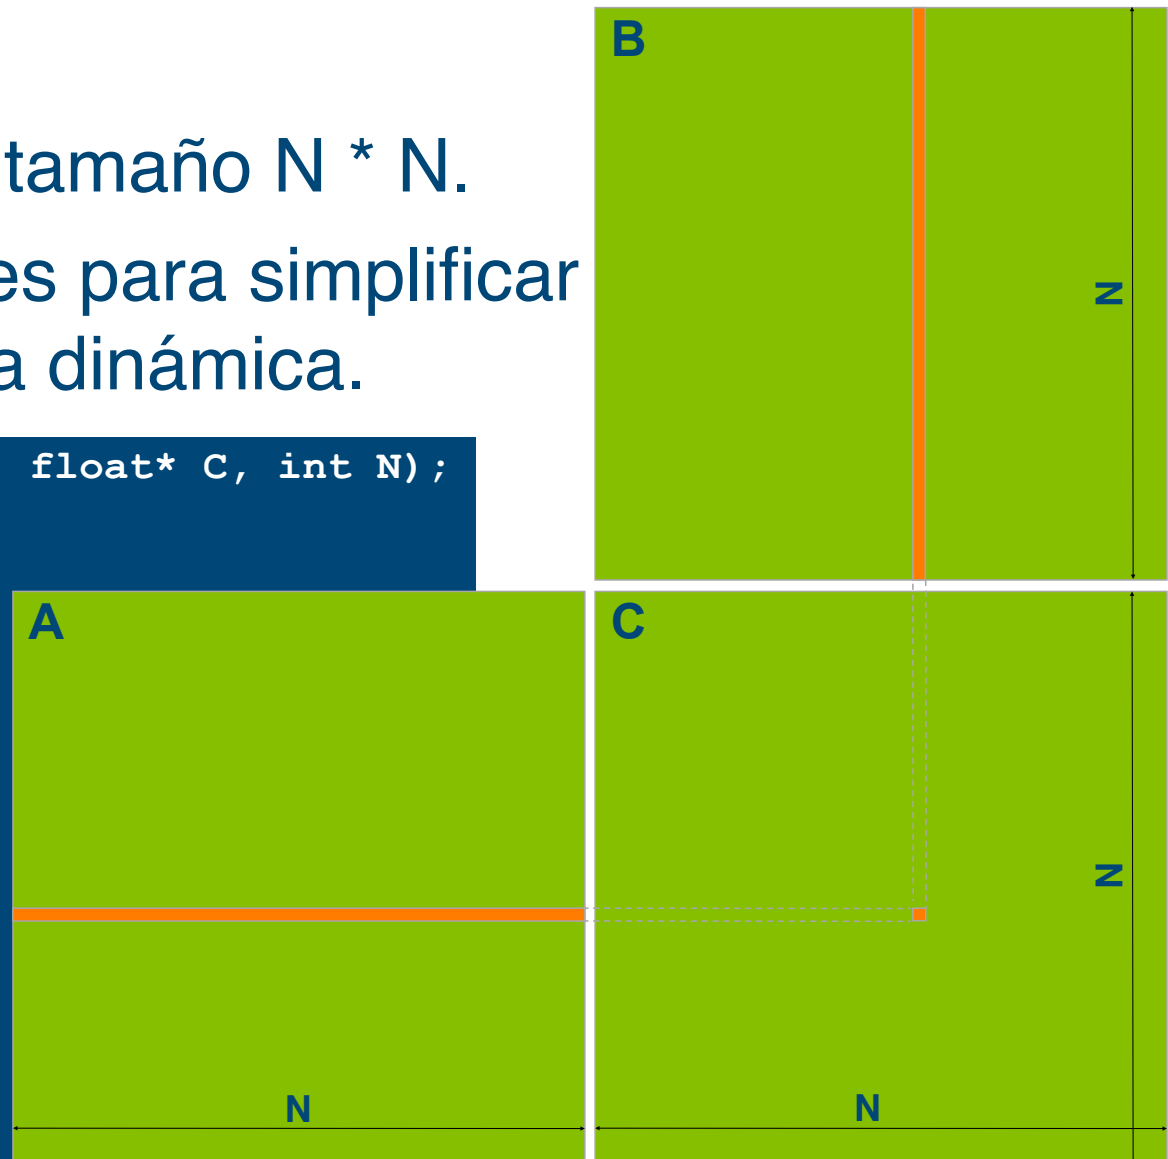 B
tamaño N * N.
es para simplificar
a dinámica.
N
float* C, int N);
A
C
N
N
N